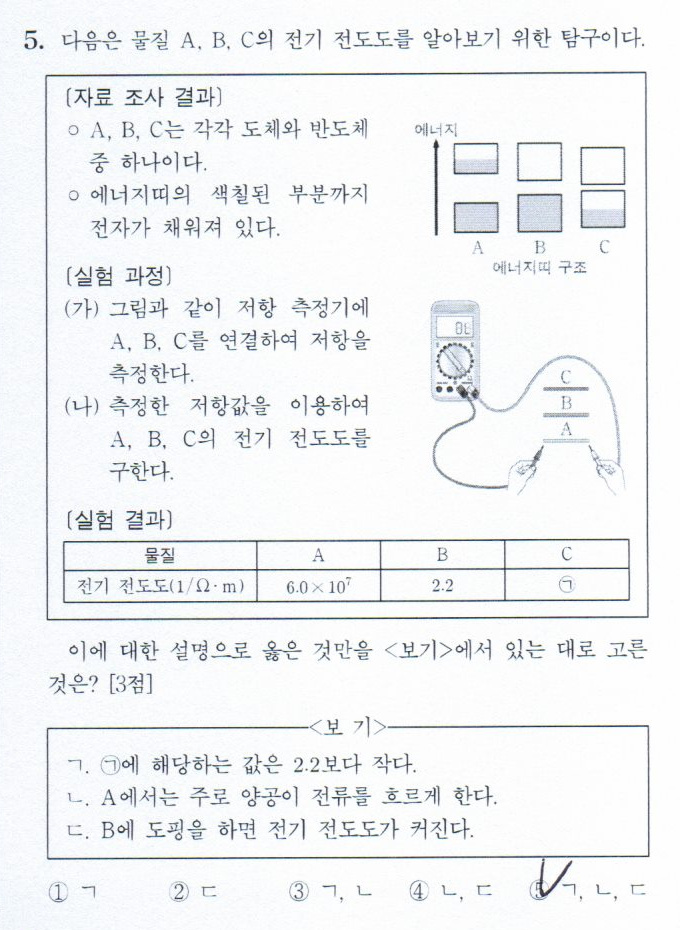 5. 다음은 물질 A, B, C의 전기 전도도를 알아보기 위한 탐구이다.
[자료 조사 결과]
○ A, B, C는 각각 도체와 반도체
중 하나이다.
○ 에너지띠의 색칠된 부분까지
전자가 채워져 있다.
에너지
A B C
에너지띠 구조
[실험 과정]
(가) 그림과 같이 저항 측정기에
A, B, C를 연결하여 저항을
측정한다.
(나) 측정한 저항값을 이용하여
A, B, C의 전기 전도도를
구한다.
C
B
A
[실험 결과]
물질 A B C
전기 전도도(1/Ω·m) 6.0×10⁷ 2.2 ㉠
이에 대한 설명으로 옳은 것만을 <보기>에서 있는 대로 고른
것은? [3점]
<보 기>
ㄱ. ㉠에 해당하는 값은 2.2보다 작다.
ㄴ. A에서는 주로 양공이 전류를 흐르게 한다.
ㄷ. B에 도핑을 하면 전기 전도도가 커진다.
① ㄱ ② ㄷ ③ ㄱ, ㄴ ④ ㄴ, ㄷ ⑤ ㄱ, ㄴ, ㄷ